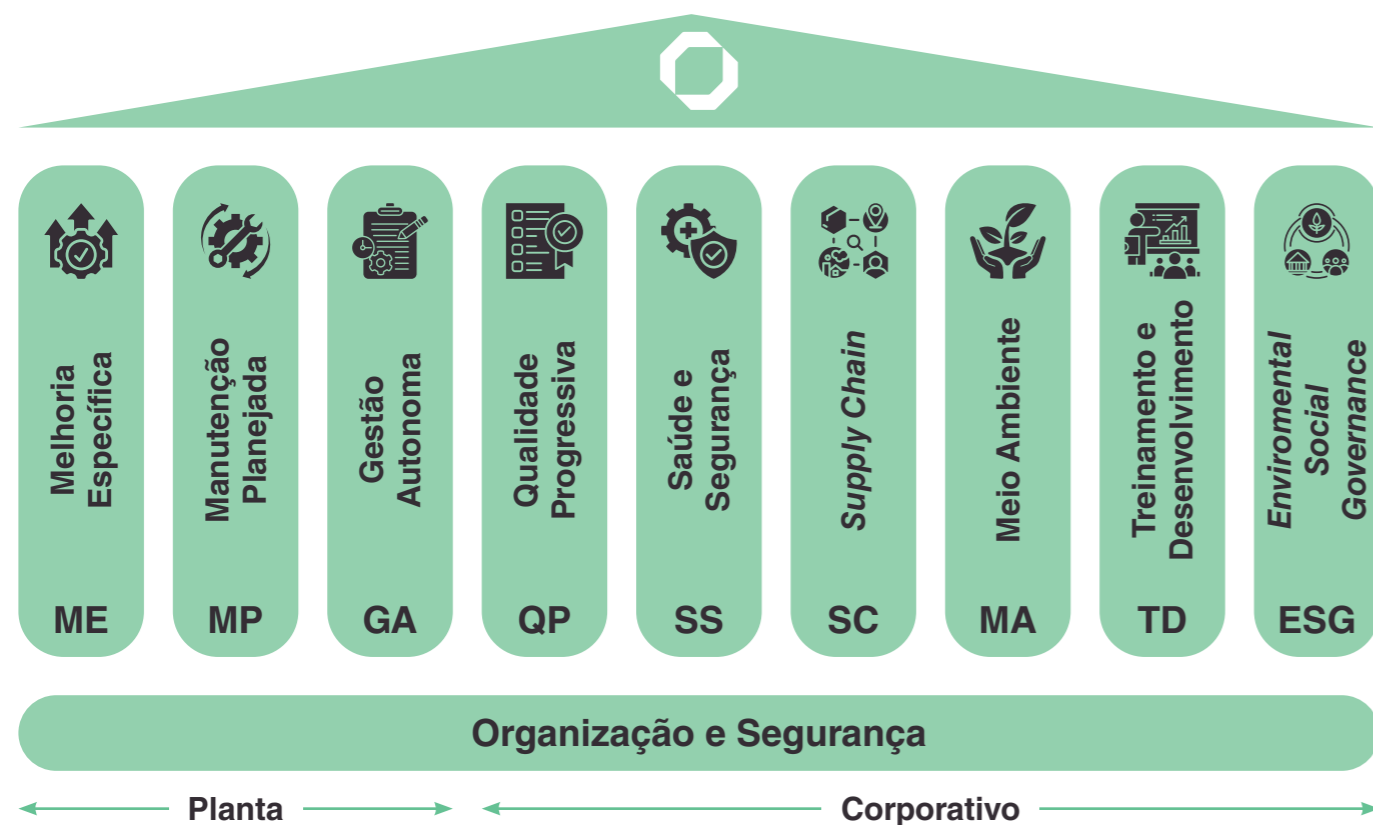 Melhoria
Específica
ME
Manutenção
Planejada
MP
Gestão
Autonoma
GA
Qualidade
Progressiva
QP
Saúde e
Segurança
SS
Supply Chain
SC
Meio Ambiente
MA
Treinamento e
Desenvolvimento
TD
Enviromental
Social
Governance
ESG
Organização e Segurança
Planta
Corporativo